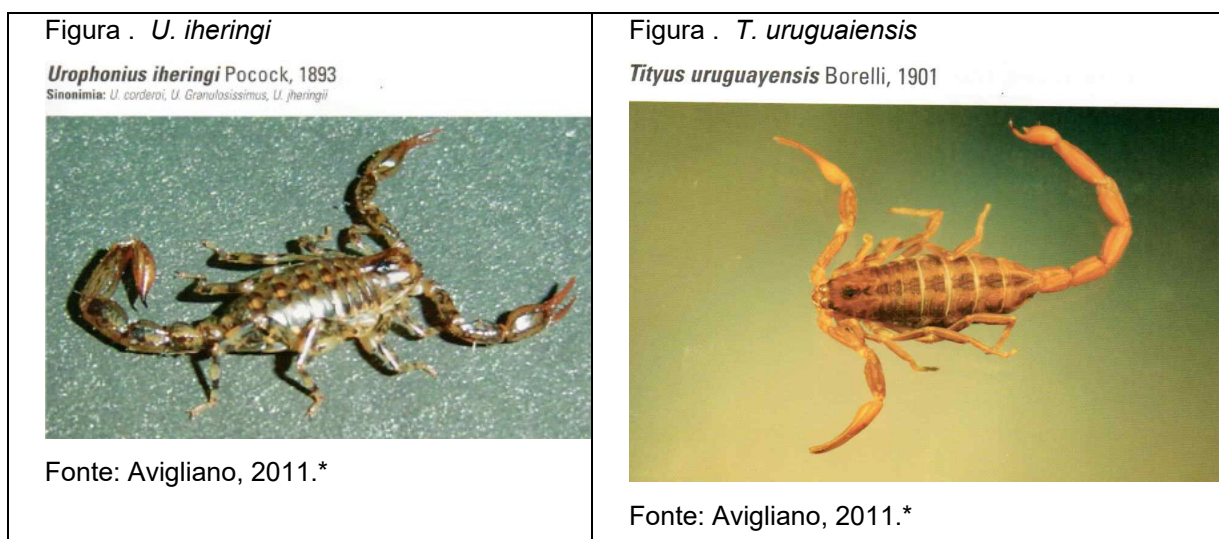 Figura . U. iheringi
Urophonius iheringi Pocock, 1893
Sinonimia: U. corderoi, U. Granulosissimus, U. jheringii
Fonte: Avigliano, 2011.*
Figura . T. uruguaiensis
Tityus uruguayensis Borelli, 1901
Fonte: Avigliano, 2011.*